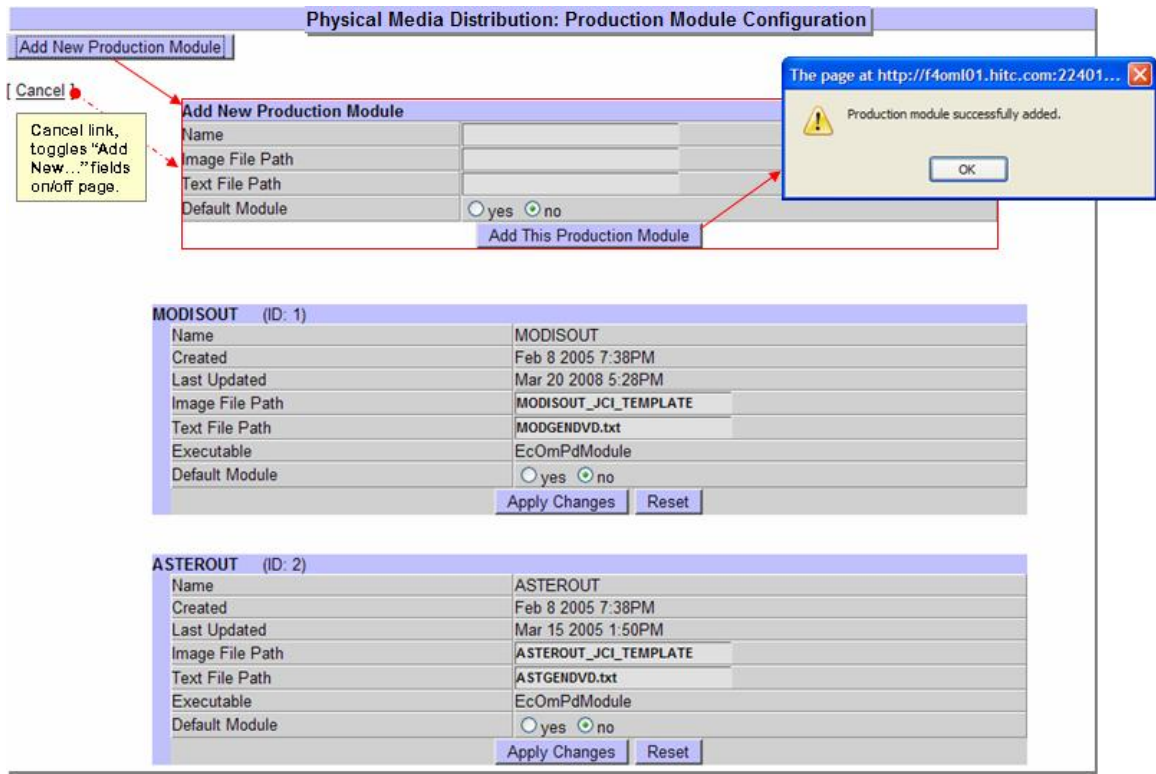 Physical Media Distribution: Production Module Configuration
Add New Production Module
[ Cancel ]
Cancel link,
toggles “Add
New...” fields
on/off page.
Add New Production Module
Name
Image File Path
Text File Path
Default Module yes no
Add This Production Module
The page at http://f4oml01.hitc.com:22401...
Production module successfully added.
OK
MODISOUT (ID: 1)
Name MODISOUT
Created Feb 8 2005 7:38PM
Last Updated Mar 20 2008 5:28PM
Image File Path MODISOUT_JCI_TEMPLATE
Text File Path MODGENDVD.txt
Executable EcOmPdModule
Default Module yes no
Apply Changes Reset
ASTEROUT (ID: 2)
Name ASTEROUT
Created Feb 8 2005 7:38PM
Last Updated Mar 15 2005 1:50PM
Image File Path ASTEROUT_JCI_TEMPLATE
Text File Path ASTGENDVD.txt
Executable EcOmPdModule
Default Module yes no
Apply Changes Reset